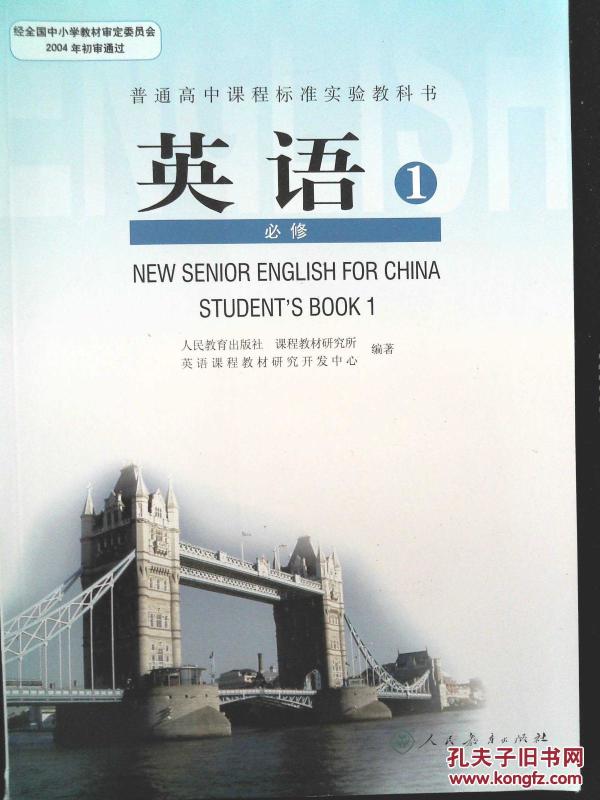 经全国中小学教材审定委员会
2004年初审通过
ENGLISH
普通高中课程标准实验教科书
英语 1
必修
NEW SENIOR ENGLISH FOR CHINA
STUDENT'S BOOK 1
人民教育出版社 课程教材研究所
英语课程教材研究开发中心
编著
人民教育出版社
孔夫子旧书网
www.kongfz.com